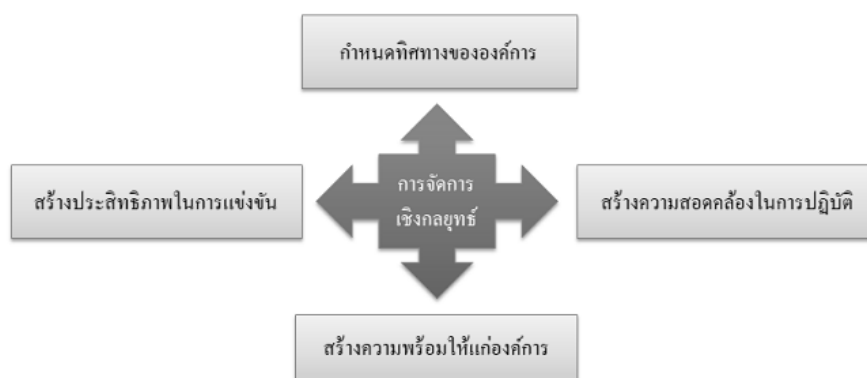 กำหนดทิศทางขององค์การ
สร้างประสิทธิภาพในการแข่งขัน
การจัดการ
เชิงกลยุทธ์
สร้างความสอดคล้องในการปฏิบัติ
สร้างความพร้อมให้แก่องค์การ